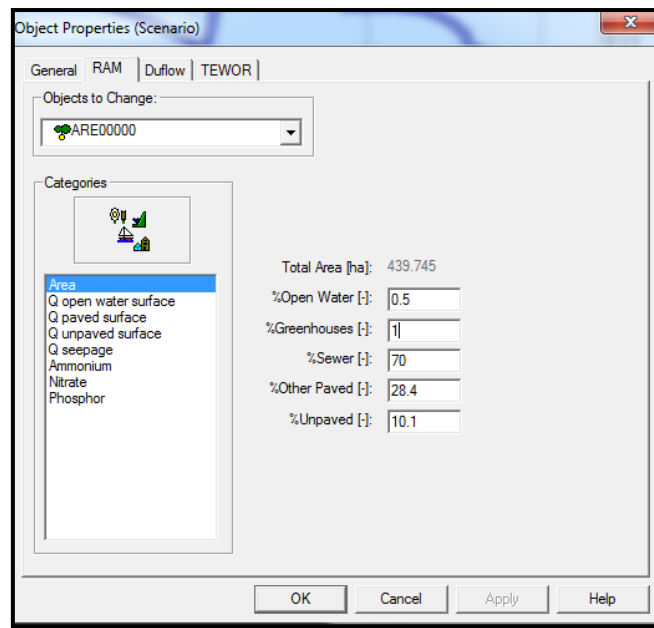 Object Properties (Scenario)
General RAM Duflow TEWOR
Objects to Change:
ARE00000
Categories
Area
Q open water surface
Q paved surface
Q unpaved surface
Q seepage
Ammonium
Nitrate
Phosphor
Total Area [ha]: 439.745
%Open Water [-]: 0.5
%Greenhouses [-]: 1
%Sewer [-]: 70
%Other Paved [-]: 28.4
%Unpaved [-]: 10.1
OK Cancel Apply Help